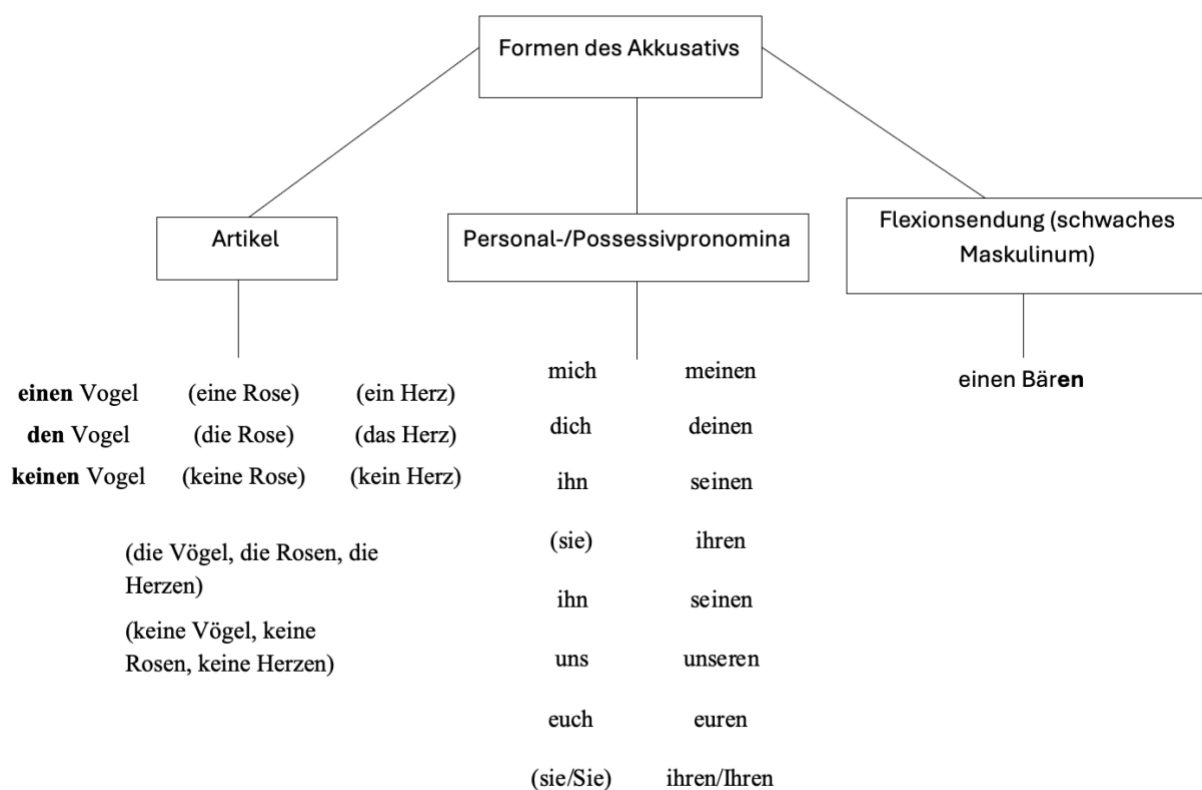 Formen des Akkusativs
Artikel
Personal-/Possessivpronomina
Flexionsendung (schwaches
Maskulinum)
einen Vogel (eine Rose) (ein Herz)
den Vogel (die Rose) (das Herz)
keinen Vogel (keine Rose) (kein Herz)
(die Vögel, die Rosen, die
Herzen)
(keine Vögel, keine
Rosen, keine Herzen)
mich meinen
dich deinen
ihn seinen
(sie) ihren
ihn seinen
uns unseren
euch euren
(sie/Sie) ihren/Ihren
einen Bären